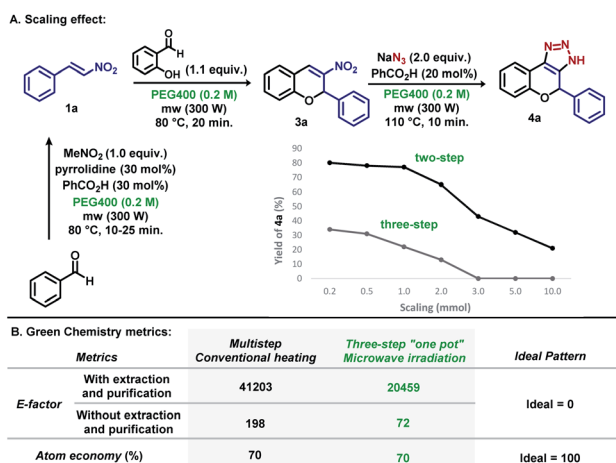 A. Scaling effect:
O
H
OH
(1.1 equiv.)
PEG400 (0.2 M)
mw (300 W)
80 °C, 20 min.
NaN3 (2.0 equiv.)
PhCO2H (20 mol%)
PEG400 (0.2 M)
mw (300 W)
110 °C, 10 min.
NO2
1a
NO2
O
3a
N=N
NH
O
4a
MeNO2 (1.0 equiv.)
pyrrolidine (30 mol%)
PhCO2H (30 mol%)
PEG400 (0.2 M)
mw (300 W)
80 °C, 10-25 min.
O
H
Yield of 4a (%)
90
80
70
60
50
40
30
20
10
0
two-step
three-step
0.2 0.5 1.0 2.0 3.0 5.0 10.0
Scaling (mmol)
B. Green Chemistry metrics:
Metrics
Multistep
Conventional heating
Three-step "one pot"
Microwave irradiation
Ideal Pattern
E-factor
With extraction
and purification
41203
20459
Ideal = 0
Without extraction
and purification
198
72
Atom economy (%)
70
70
Ideal = 100